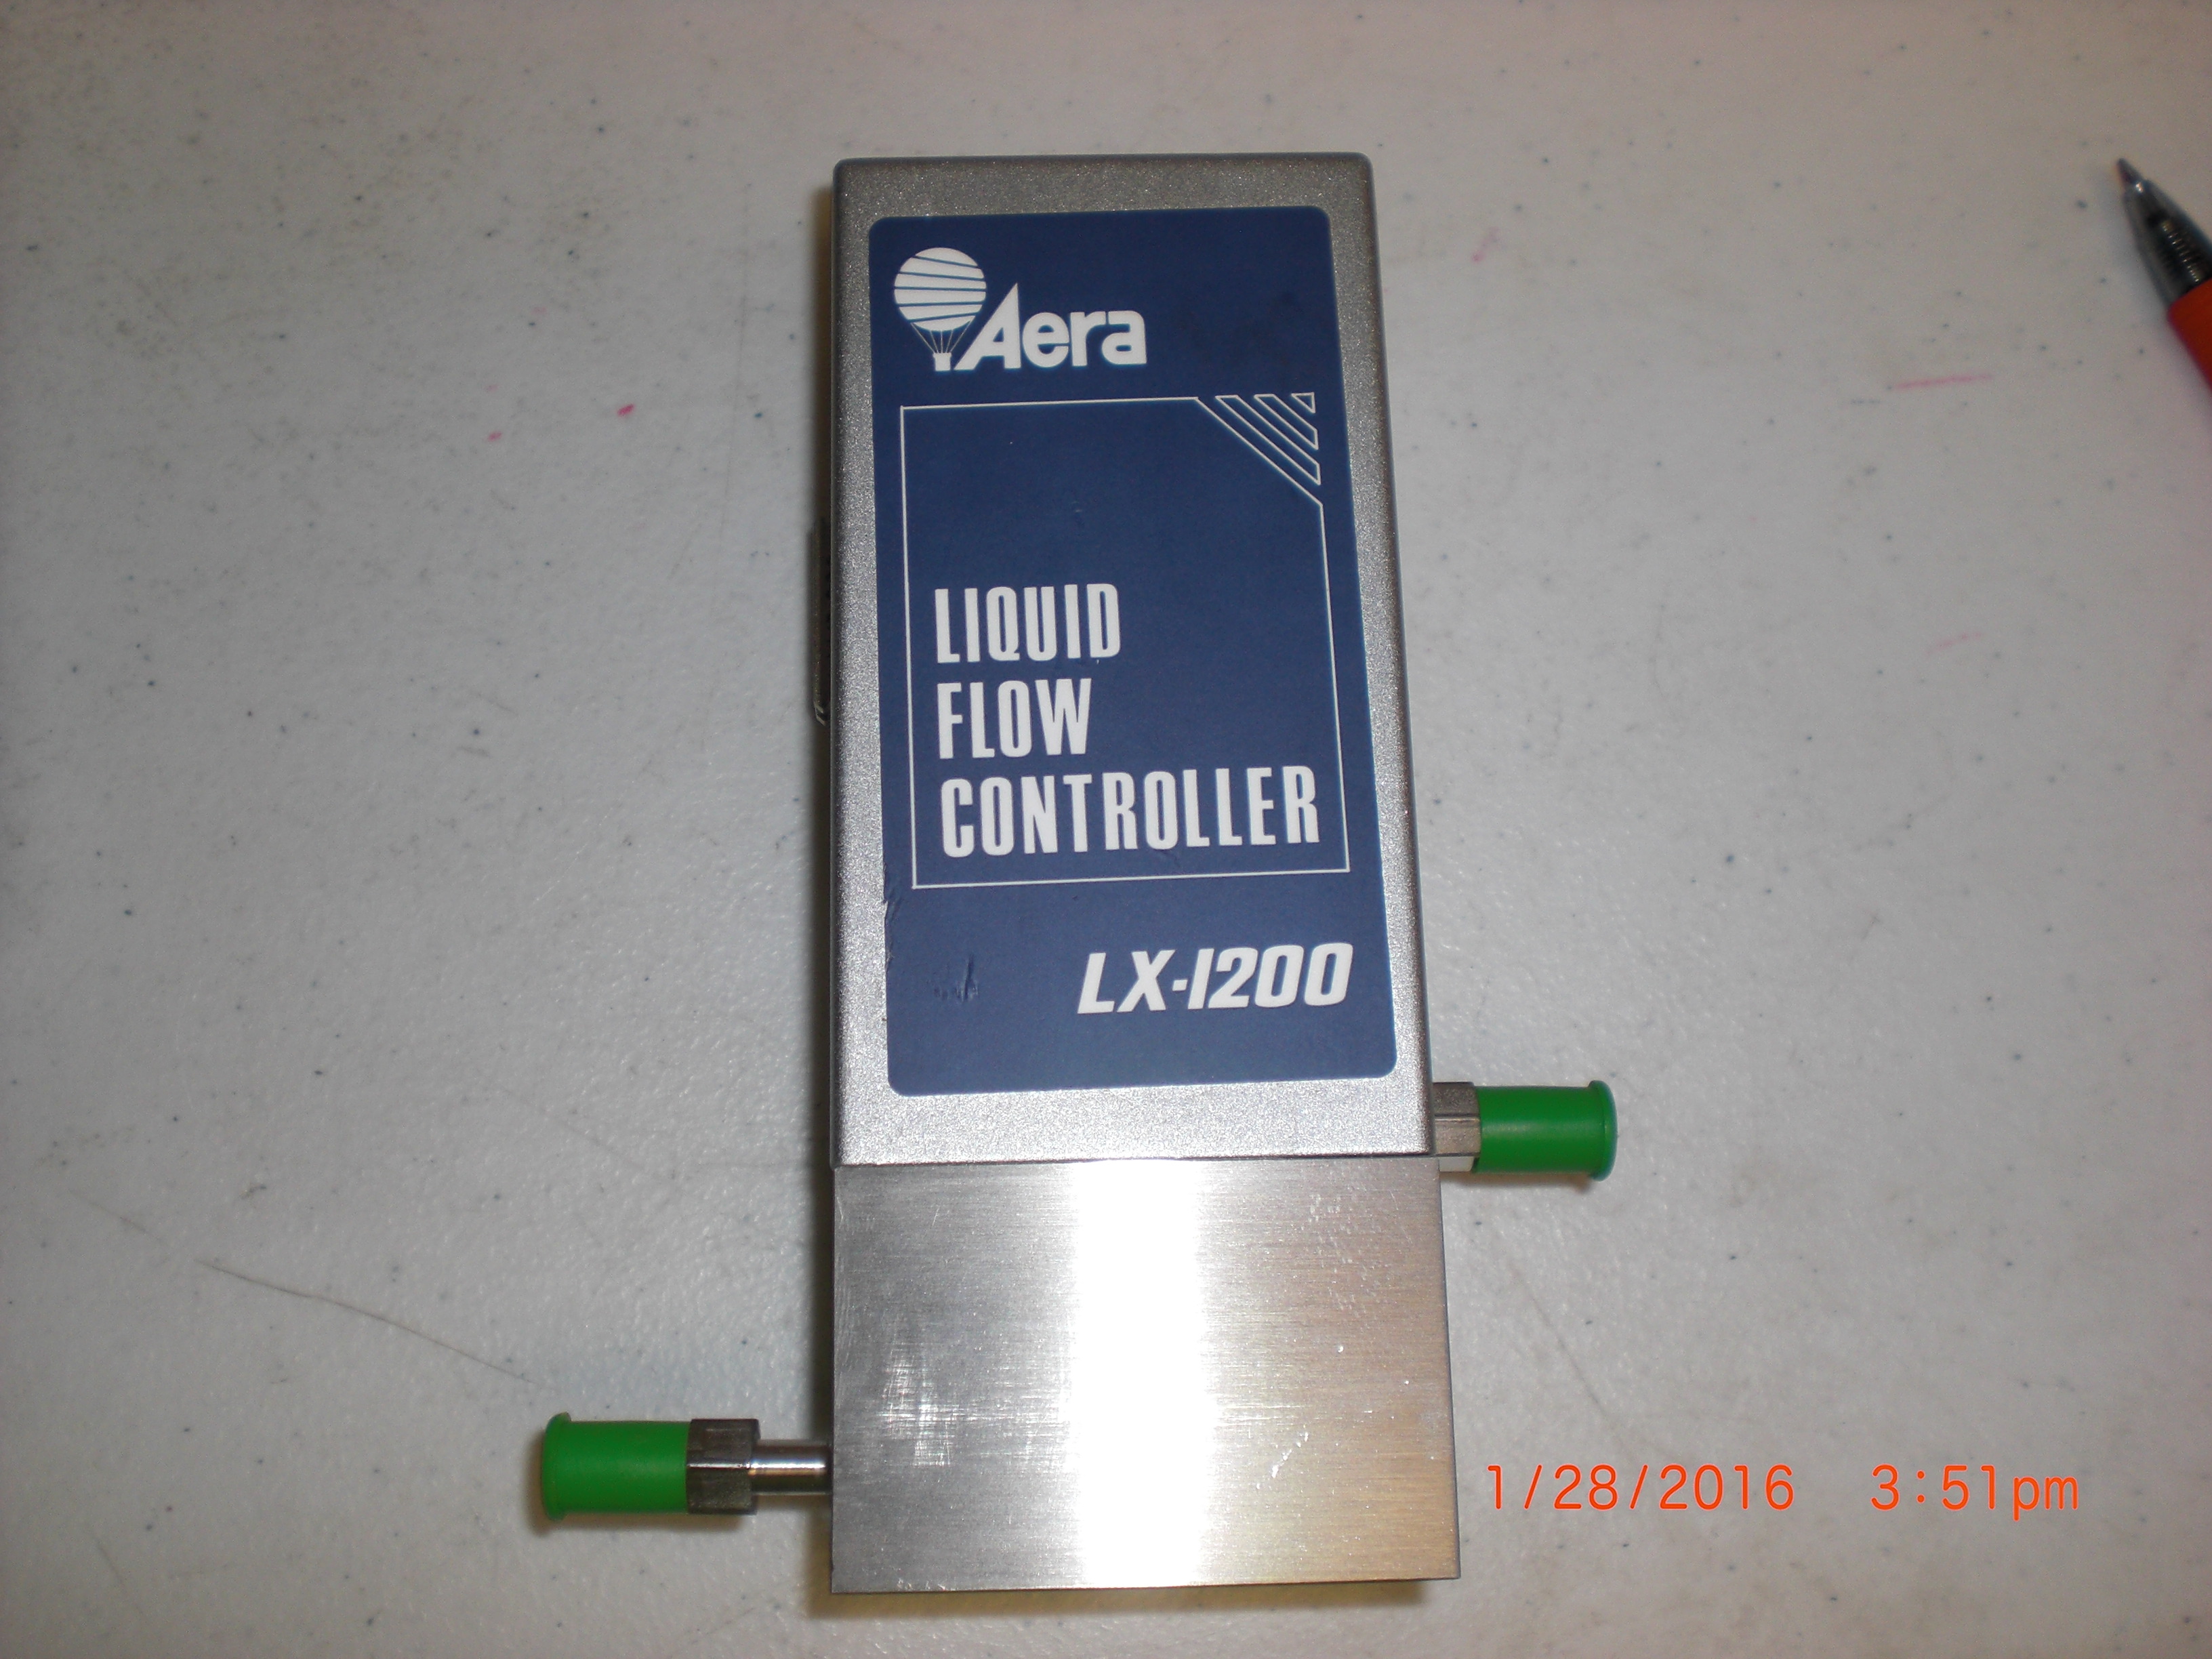 Aera
LIQUID
FLOW
CONTROLLER
LX-1200
1/28/2016 3:51pm